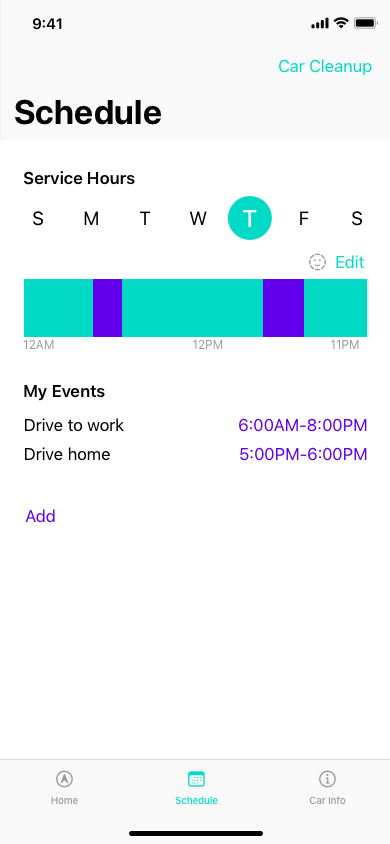 9:41
Car Cleanup
Schedule
Service Hours
S M T W T F S
Edit
12AM 12PM 11PM
My Events
Drive to work 6:00AM-8:00PM
Drive home 5:00PM-6:00PM
Add
Home Schedule Car Info